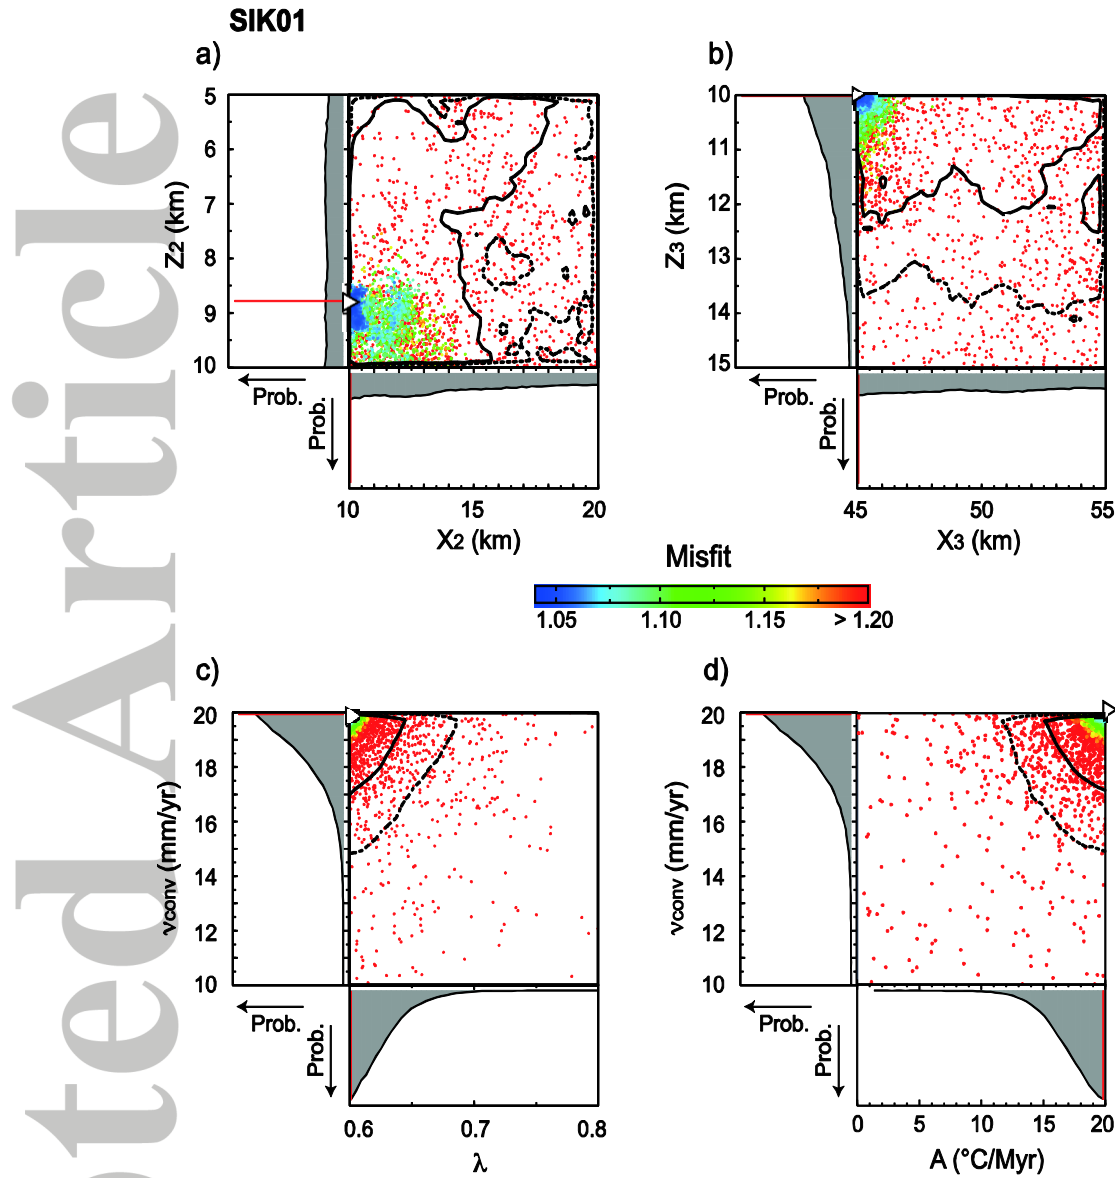 SIK01
a)
5
6
7
8
9
10
Z2 (km)
Prob.
Prob.
10
15
20
X2 (km)
b)
10
11
12
13
14
15
Z3 (km)
Prob.
Prob.
45
50
55
X3 (km)
Misfit
1.05
1.10
1.15
> 1.20
c)
20
18
16
14
12
10
vconv (mm/yr)
Prob.
Prob.
0.6
0.7
0.8
λ
d)
20
18
16
14
12
10
vconv (mm/yr)
Prob.
Prob.
0
5
10
15
20
A (°C/Myr)
ted Article